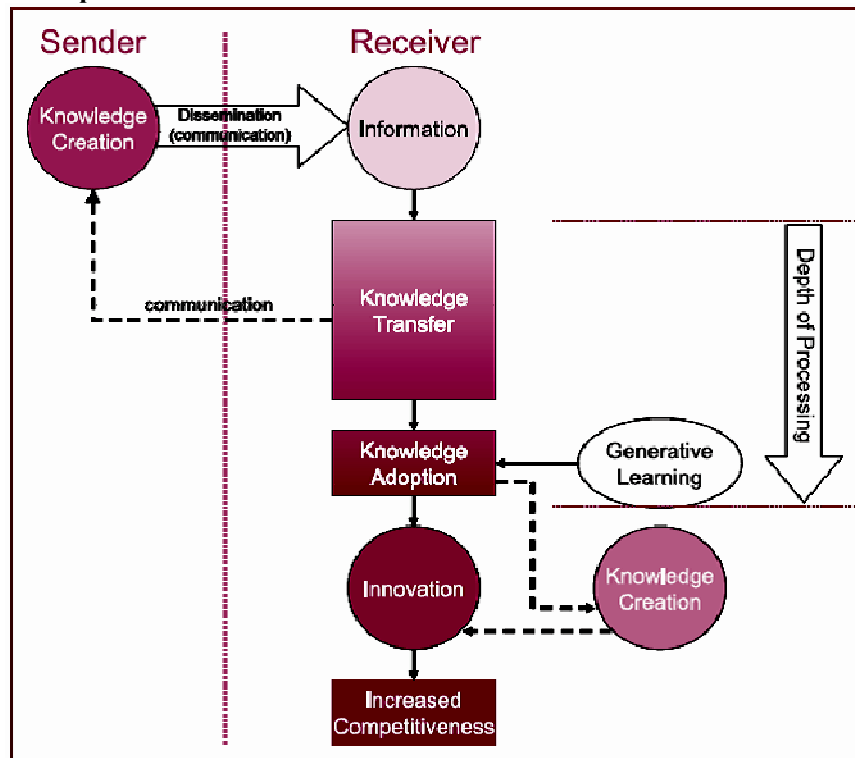 Sender
Receiver
Knowledge
Creation
Dissemination
(communication)
Information
communication
Knowledge
Transfer
Depth of Processing
Knowledge
Adoption
Generative
Learning
Innovation
Knowledge
Creation
Increased
Competitiveness